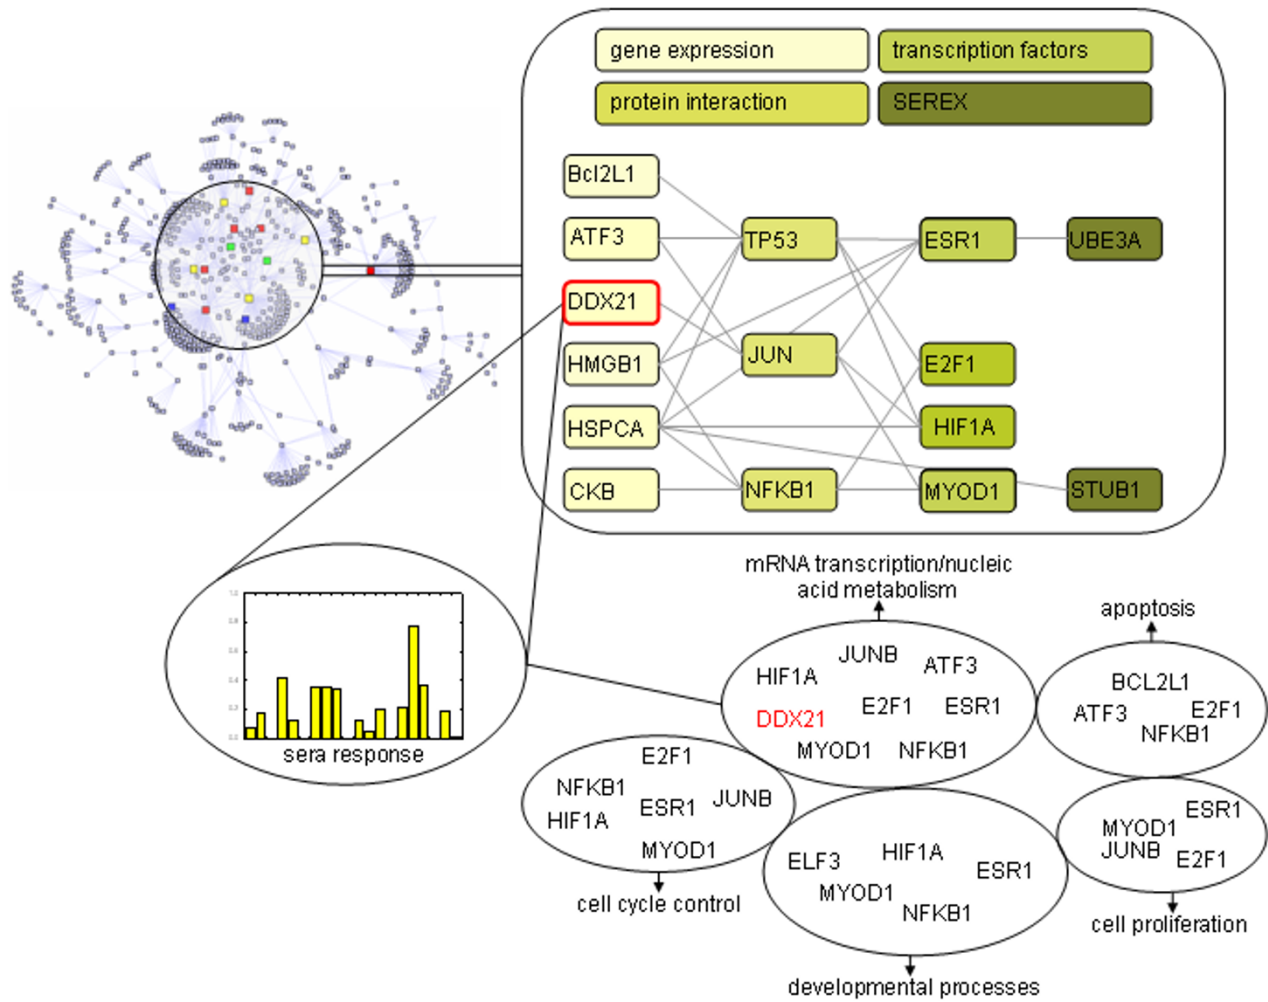 gene expression
transcription factors
protein interaction
SEREX
Bcl2L1
ATF3
TP53
ESR1
UBE3A
DDX21
HMGB1
JUN
E2F1
HSPCA
HIF1A
CKB
NFKB1
MYOD1
STUB1
sera response
mRNA transcription/nucleic
acid metabolism
HIF1A
JUNB
ATF3
DDX21
E2F1
ESR1
MYOD1
NFKB1
apoptosis
BCL2L1
ATF3
E2F1
NFKB1
E2F1
NFKB1
ESR1
JUNB
HIF1A
MYOD1
cell cycle control
ELF3
HIF1A
ESR1
MYOD1
NFKB1
developmental processes
ESR1
MYOD1
JUNB
E2F1
cell proliferation